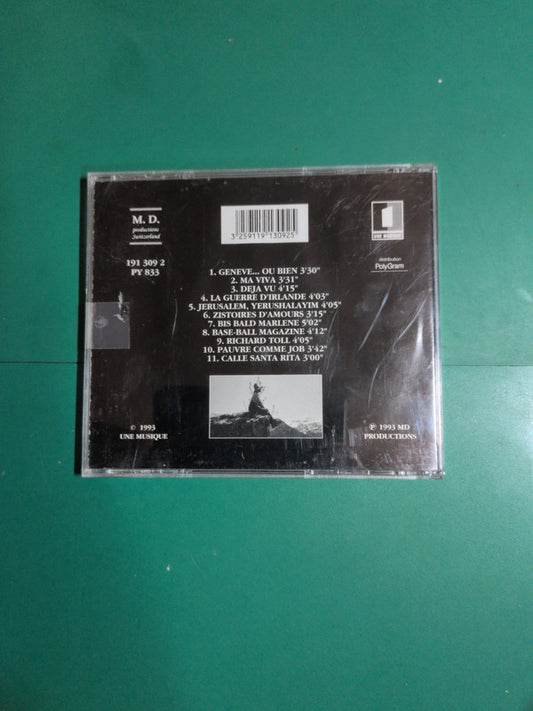 M. D.
productions
Switzerland
191 309 2
PY 833
3 259119 130925
UNE MUSIQUE
distribution
PolyGram
1. GENEVE... OU BIEN 3'30"
2. MA VIVA 3'31"
3. DEJA VU 4'15"
4. LA GUERRE D'IRLANDE 4'03"
5. JERUSALEM, YERUSHALAYIM 4'05"
6. ZISTOIRES D'AMOURS 3'15"
7. BIS BALD MARLENE 5'02"
8. BASE-BALL MAGAZINE 4'12"
9. RICHARD TOLL 4'05"
10. PAUVRE COMME JOB 3'42"
11. CALLE SANTA RITA 3'00"
© 1993
UNE MUSIQUE
℗ 1993 MD
PRODUCTIONS